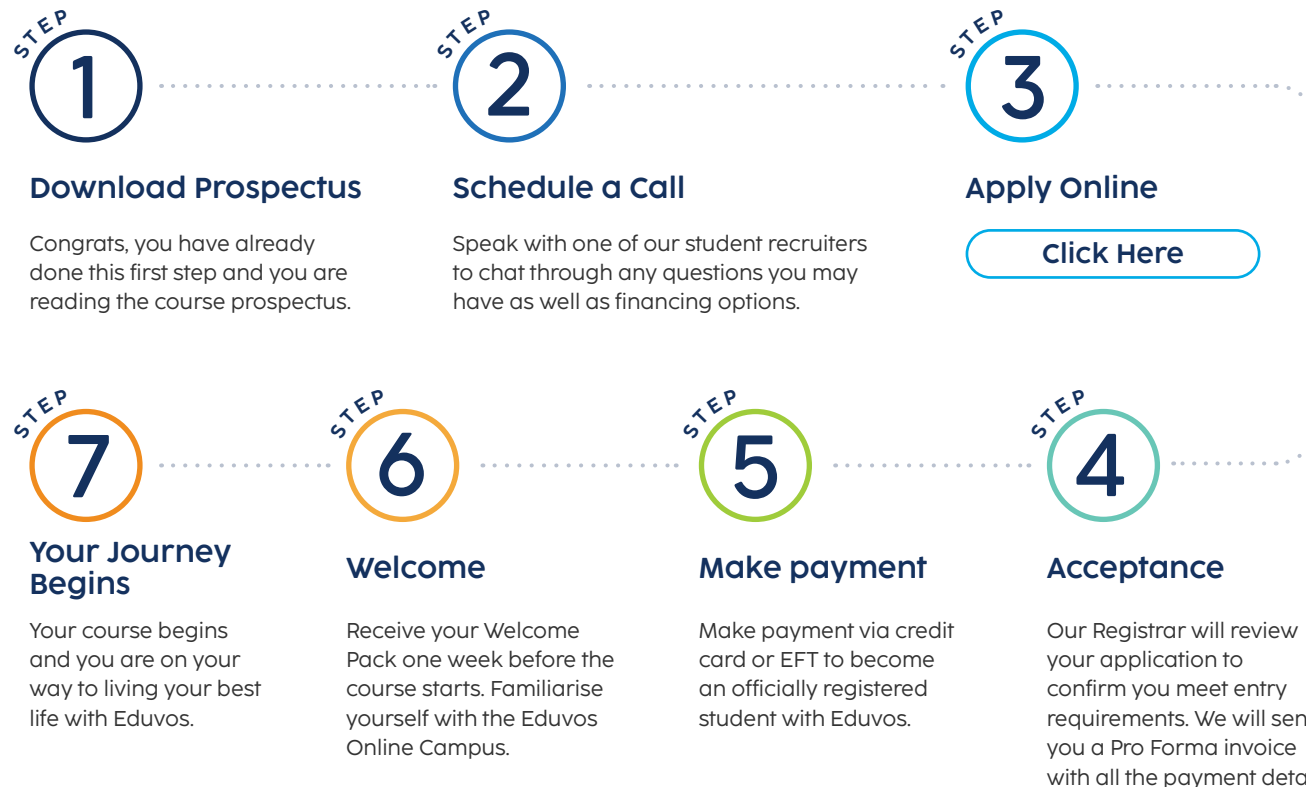 STEP
1
Download Prospectus
Congrats, you have already
done this first step and you are
reading the course prospectus.
STEP
2
Schedule a Call
Speak with one of our student recruiters
to chat through any questions you may
have as well as financing options.
STEP
3
Apply Online
Click Here
STEP
4
Acceptance
Our Registrar will review
your application to
confirm you meet entry
requirements. We will
you a Pro Forma invoice
with all the payment
STEP
5
Make payment
Make payment via credit
card or EFT to become
an officially registered
student with Eduvos.
STEP
6
Welcome
Receive your Welcome
Pack one week before the
course starts. Familiarise
yourself with the Eduvos
Online Campus.
STEP
7
Your Journey
Begins
Your course begins
and you are on your
way to living your best
life with Eduvos.